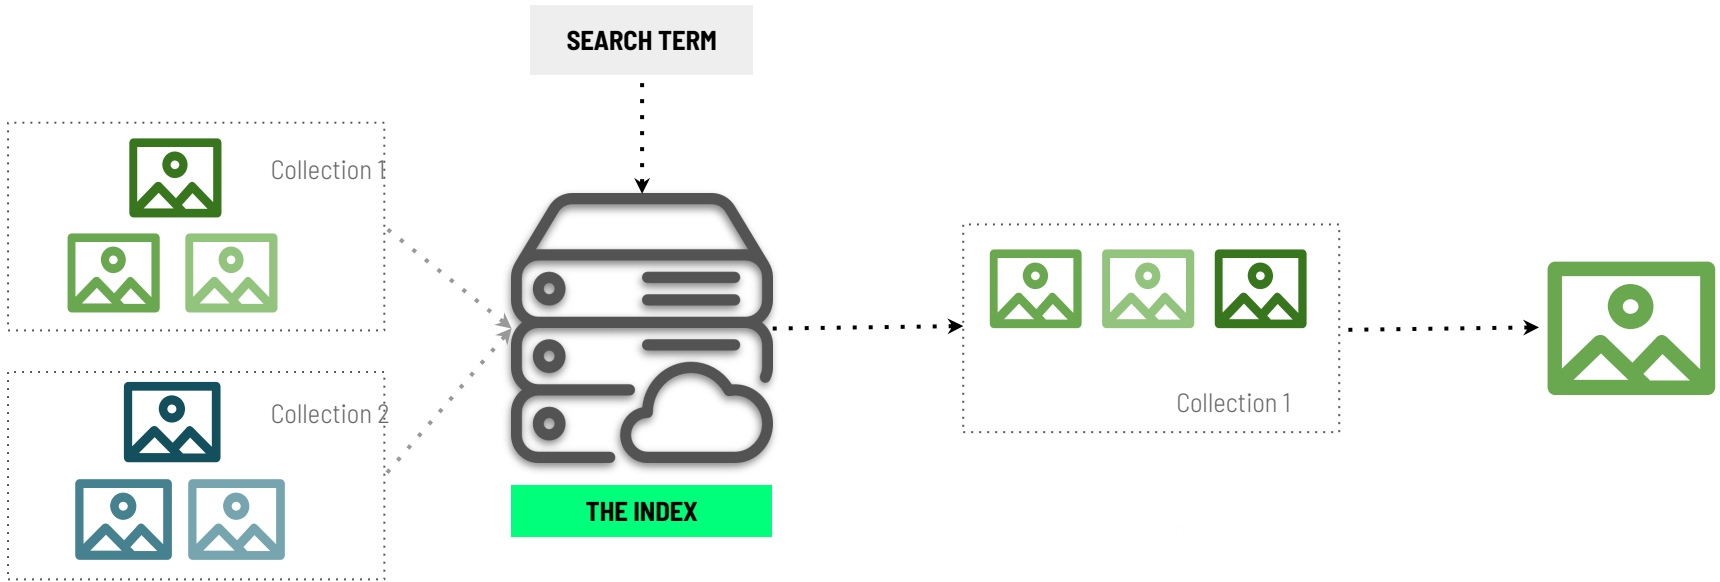 SEARCH TERM
Collection 1
Collection 2
THE INDEX
Collection 1